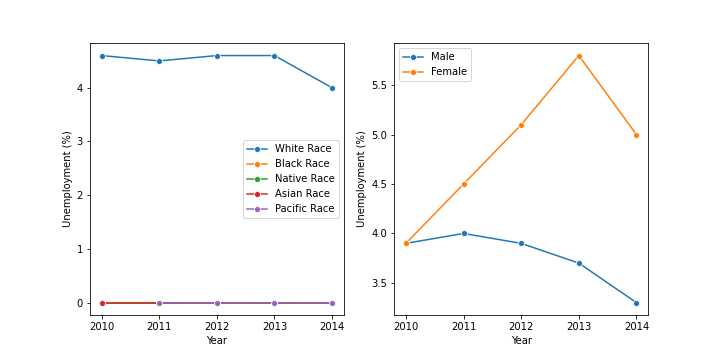 Unemployment (%)
4
3
2
1
0
2010 2011 2012 2013 2014
Year
White Race
Black Race
Native Race
Asian Race
Pacific Race
Unemployment (%)
5.5
5.0
4.5
4.0
3.5
2010 2011 2012 2013 2014
Year
Male
Female